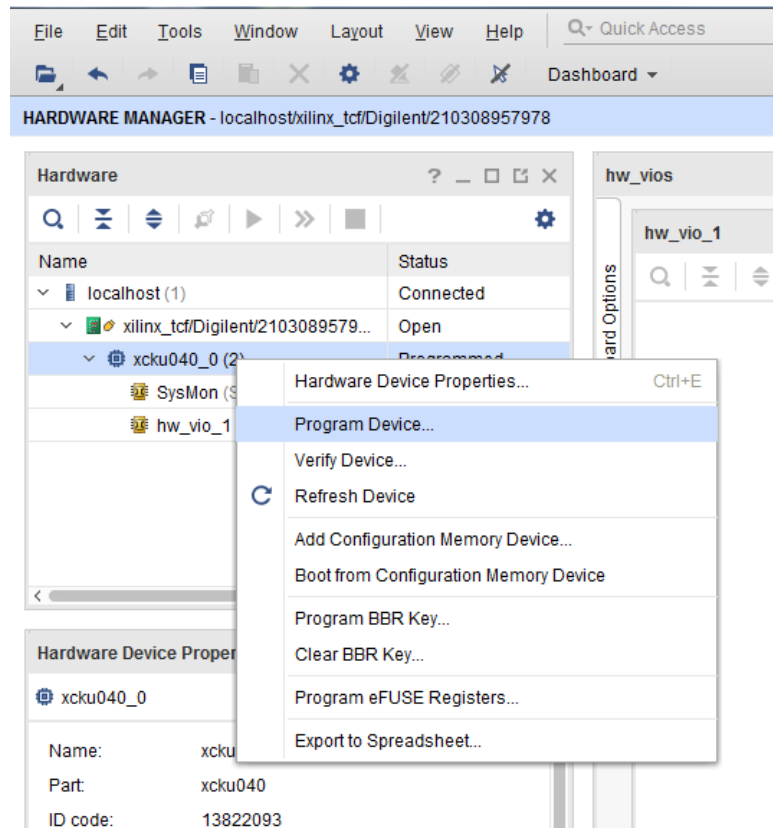 File Edit Tools Window Layout View Help Quick Access
Dashboard
HARDWARE MANAGER - localhost/xilinx_tcf/Digilent/210308957978
Hardware
Name Status
localhost (1) Connected
xilinx_tcf/Digilent/2103089579... Open
xcku040_0 (2) Programmed
SysMon (S
hw_vio_1
Hardware Device Properties... Ctrl+E
Program Device...
Verify Device...
Refresh Device
Add Configuration Memory Device...
Boot from Configuration Memory Device
Program BBR Key...
Clear BBR Key...
Program eFUSE Registers...
Export to Spreadsheet...
Hardware Device Proper
xcku040_0
Name: xcku
Part: xcku040
ID code: 13822093
hw_vios
hw_vio_1
ard Options